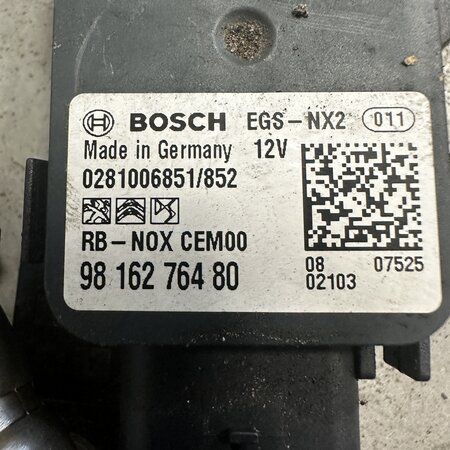 BOSCH EGS-NX2 011
Made in Germany 12V
0281006851/852
RB-NOX CEM00
98 162 764 80
08 07525
02103